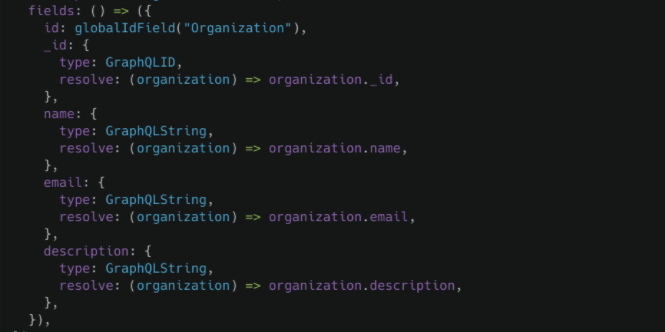 fields: () => ({
id: globalIdField("Organization"),
_id: {
type: GraphQLID,
resolve: (organization) => organization._id,
},
name: {
type: GraphQLString,
resolve: (organization) => organization.name,
},
email: {
type: GraphQLString,
resolve: (organization) => organization.email,
},
description: {
type: GraphQLString,
resolve: (organization) => organization.description,
},
}),